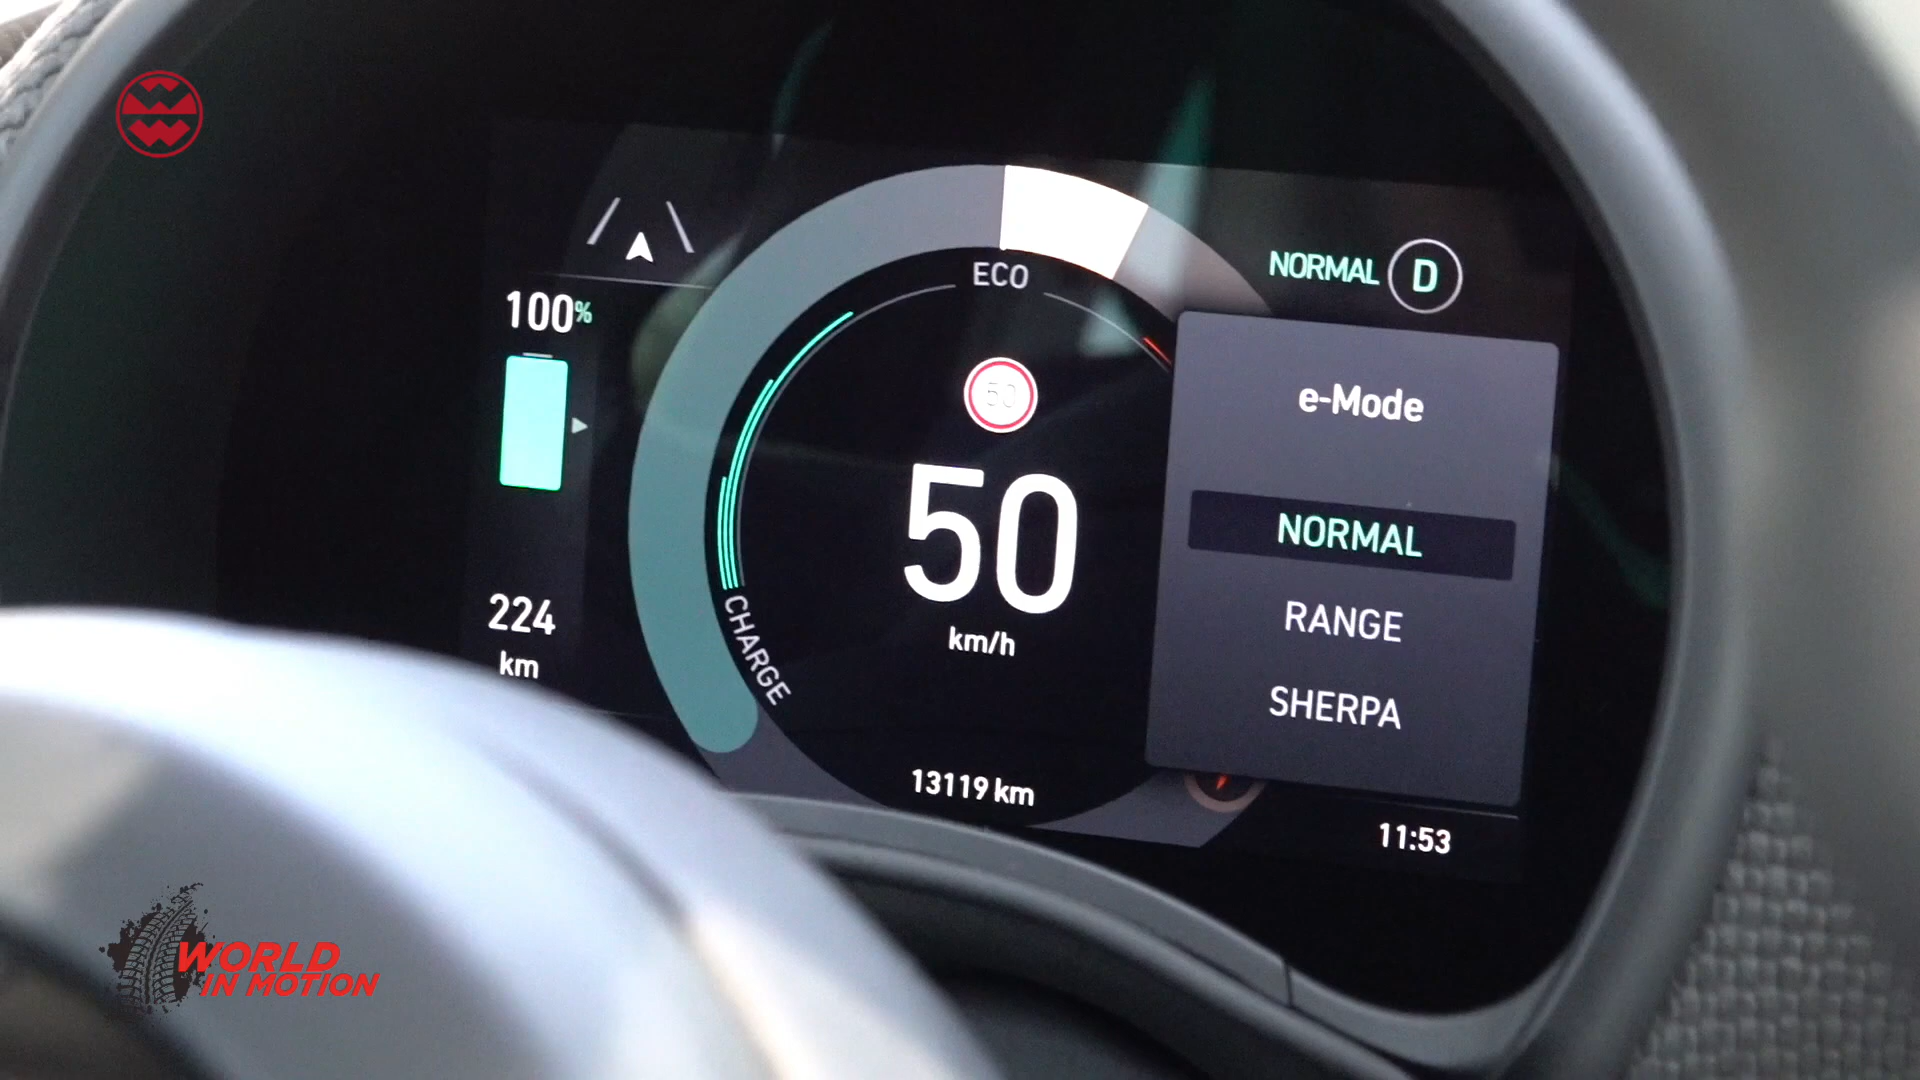 NORMAL D
100%
ECO
50
e-Mode
50
km/h
NORMAL
RANGE
SHERPA
224
km
CHARGE
13119 km
11:53
WORLD
IN MOTION